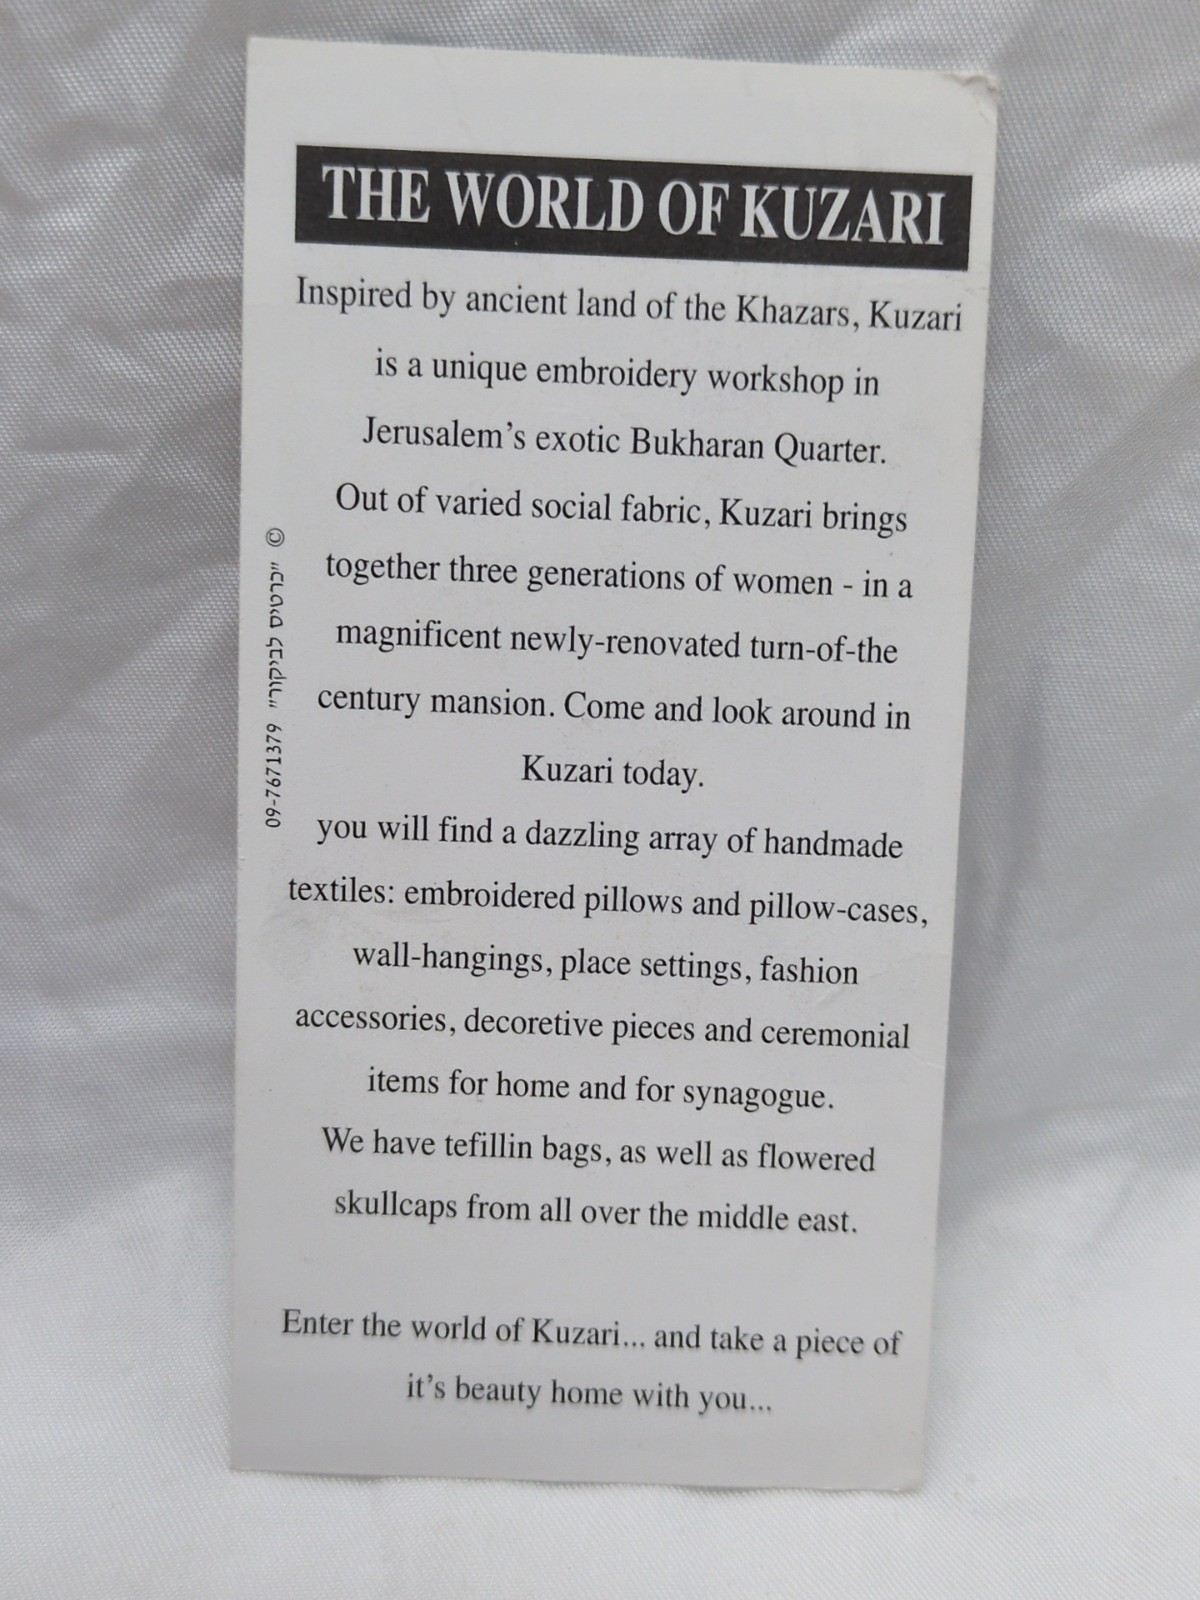 THE WORLD OF KUZARI
Inspired by ancient land of the Khazars, Kuzari
is a unique embroidery workshop in
Jerusalem's exotic Bukharan Quarter.
Out of varied social fabric, Kuzari brings
together three generations of women - in a
magnificent newly-renovated turn-of-the
century mansion. Come and look around in
Kuzari today.
you will find a dazzling array of handmade
textiles: embroidered pillows and pillow-cases,
wall-hangings, place settings, fashion
accessories, decoretive pieces and ceremonial
items for home and for synagogue.
We have tefillin bags, as well as flowered
skullcaps from all over the middle east.
Enter the world of Kuzari... and take a piece of
it's beauty home with you...
© "כרטיס לביקור" 09-7671379